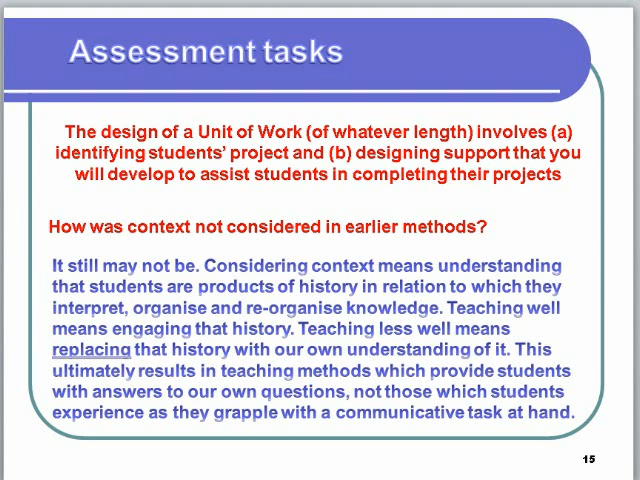 Assessment tasks
The design of a Unit of Work (of whatever length) involves (a)
identifying students' project and (b) designing support that you
will develop to assist students in completing their projects
How was context not considered in earlier methods?
It still may not be. Considering context means understanding
that students are products of history in relation to which they
interpret, organise and re-organise knowledge. Teaching well
means engaging that history. Teaching less well means
replacing that history with our own understanding of it. This
ultimately results in teaching methods which provide students
with answers to our own questions, not those which students
experience as they grapple with a communicative task at hand.
15